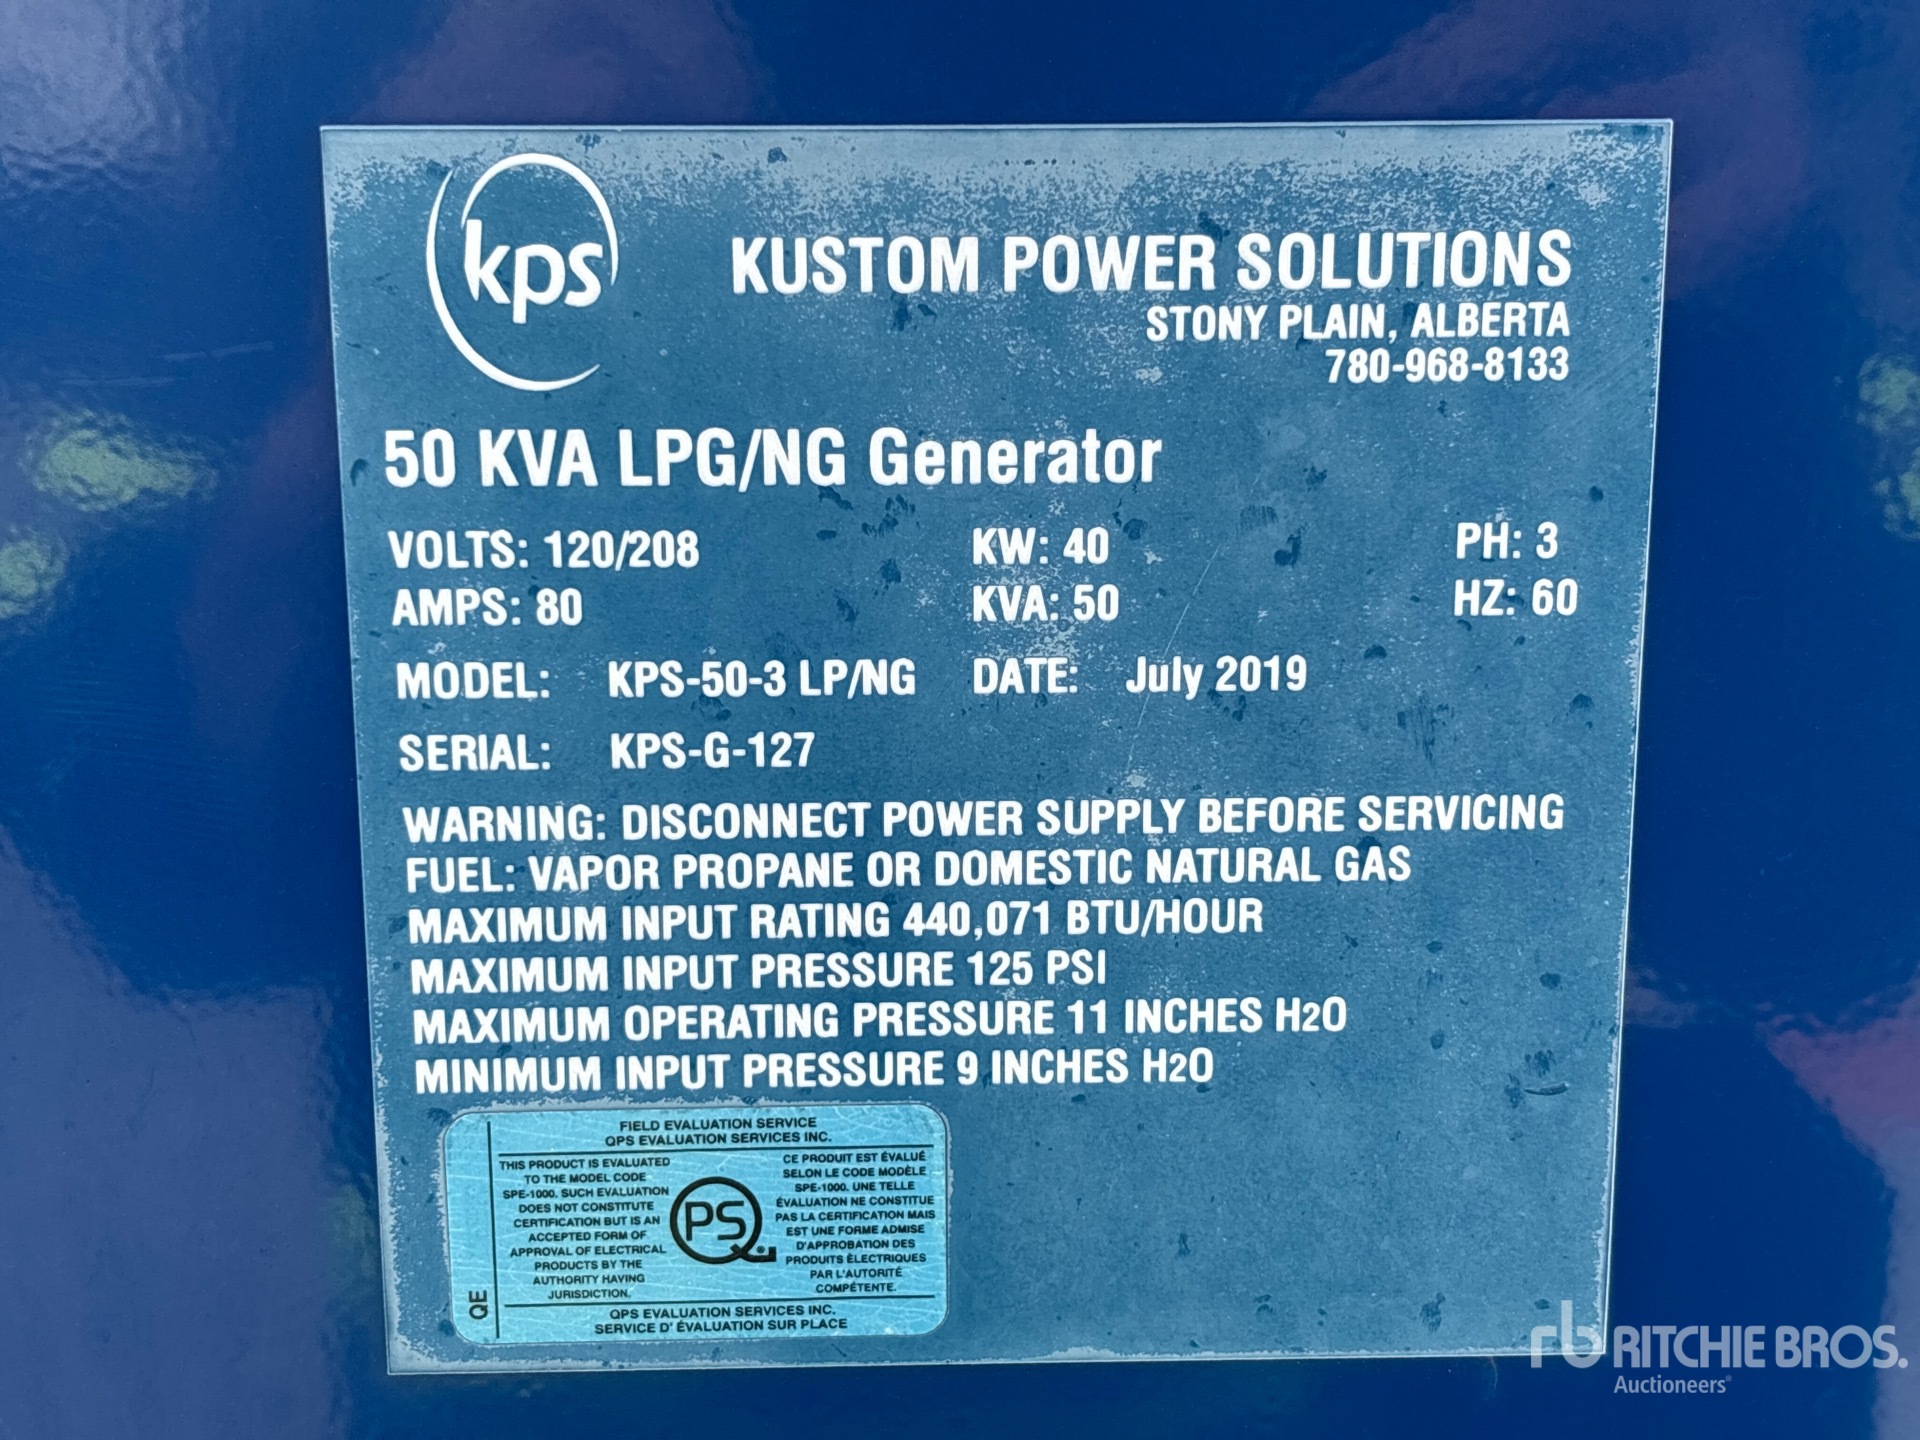 kps
KUSTOM POWER SOLUTIONS
STONY PLAIN, ALBERTA
780-968-8133
50 KVA LPG/NG Generator
VOLTS: 120/208 KW: 40 PH: 3
AMPS: 80 KVA: 50 HZ: 60
MODEL: KPS-50-3 LP/NG DATE: July 2019
SERIAL: KPS-G-127
WARNING: DISCONNECT POWER SUPPLY BEFORE SERVICING
FUEL: VAPOR PROPANE OR DOMESTIC NATURAL GAS
MAXIMUM INPUT RATING 440,071 BTU/HOUR
MAXIMUM INPUT PRESSURE 125 PSI
MAXIMUM OPERATING PRESSURE 11 INCHES H2O
MINIMUM INPUT PRESSURE 9 INCHES H2O
FIELD EVALUATION SERVICE
QPS EVALUATION SERVICES INC.
THIS PRODUCT IS EVALUATED
TO THE MODEL CODE
SPE-1000. SUCH EVALUATION
DOES NOT CONSTITUTE
CERTIFICATION BUT IS AN
ACCEPTED FORM OF
APPROVAL OF ELECTRICAL
PRODUCTS BY THE
AUTHORITY HAVING
JURISDICTION.
PS
CE PRODUIT EST ÉVALUÉ
SELON LE CODE MODÈLE
SPE-1000. UNE TELLE
ÉVALUATION NE CONSTITUE
PAS LA CERTIFICATION MAIS
EST UNE FORME ADMISE
D'APPROBATION DES
PRODUITS ÉLECTRIQUES
PAR L'AUTORITÉ
COMPÉTENTE.
QE
QPS EVALUATION SERVICES INC.
SERVICE D' ÉVALUATION SUR PLACE
rb RITCHIE BROS.
Auctioneers®